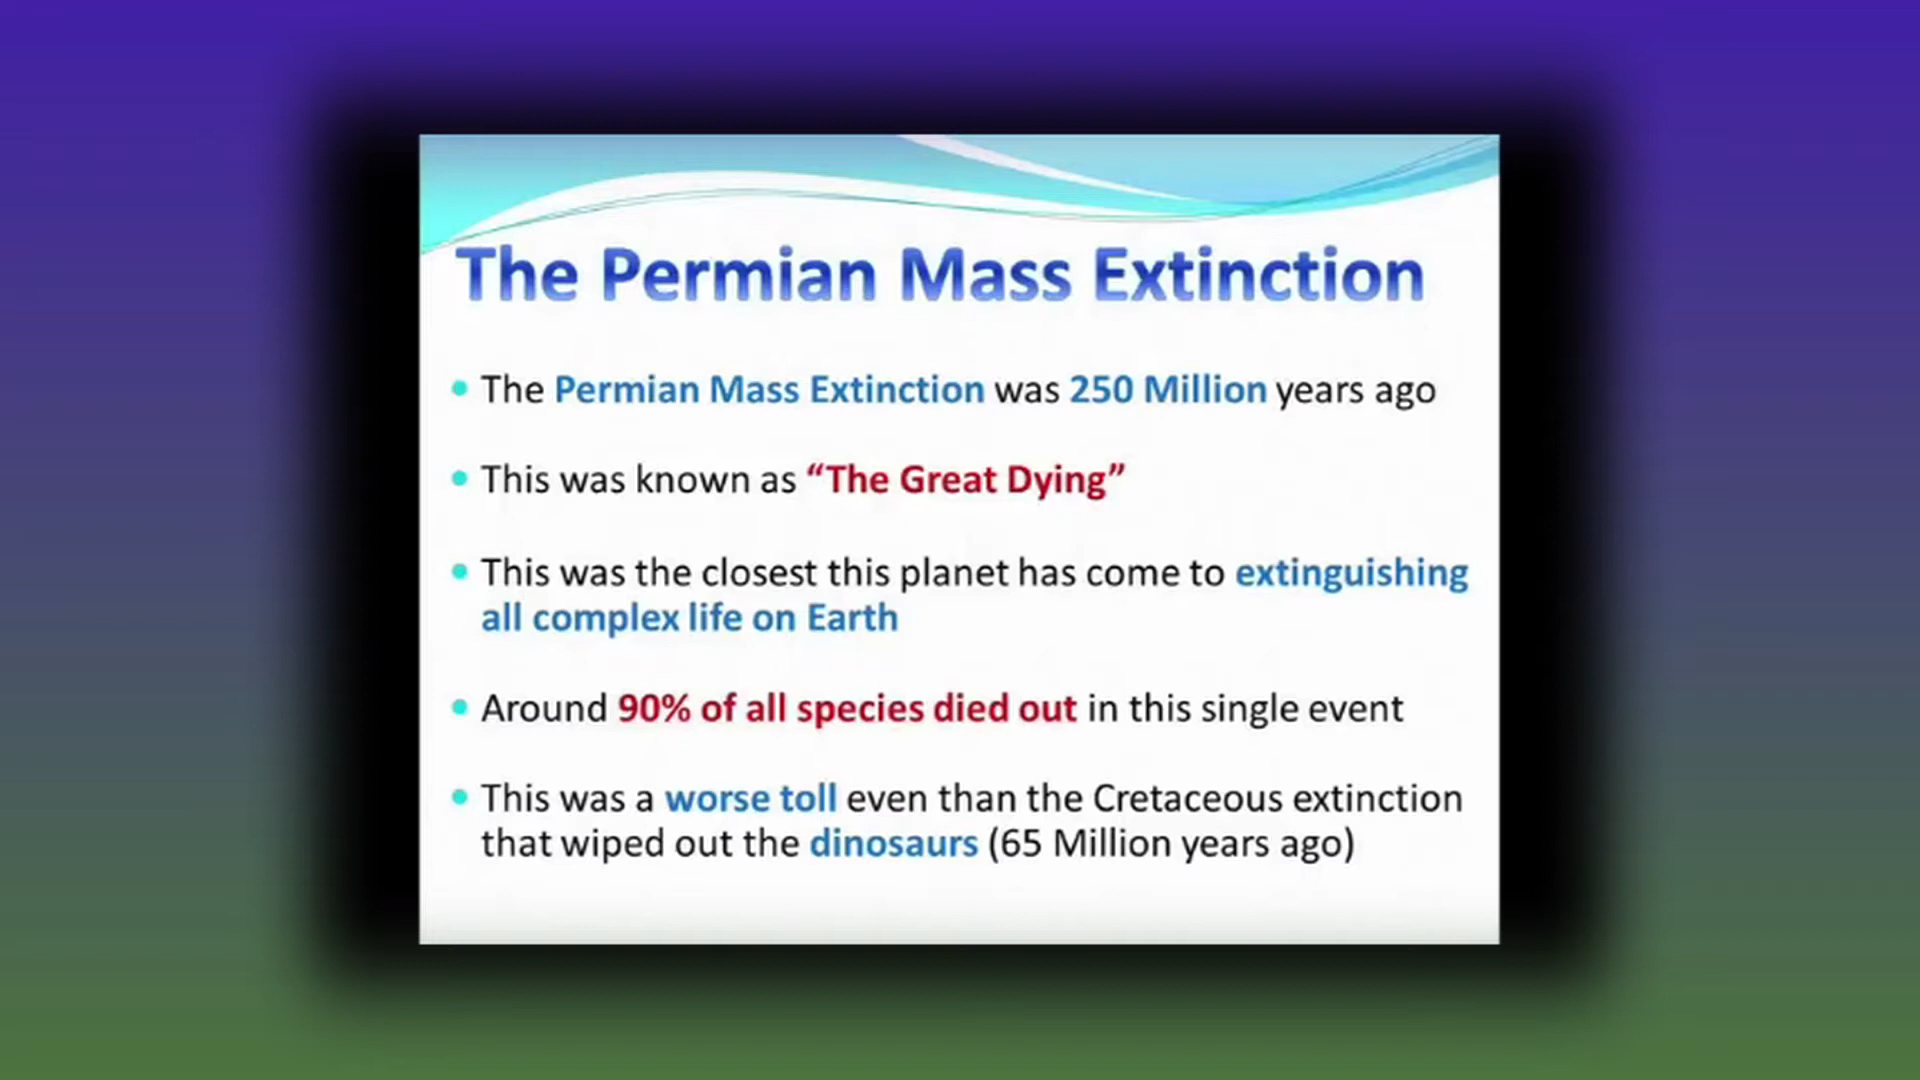 The Permian Mass Extinction
• The Permian Mass Extinction was 250 Million years ago
• This was known as “The Great Dying”
• This was the closest this planet has come to extinguishing
all complex life on Earth
• Around 90% of all species died out in this single event
• This was a worse toll even than the Cretaceous extinction
that wiped out the dinosaurs (65 Million years ago)